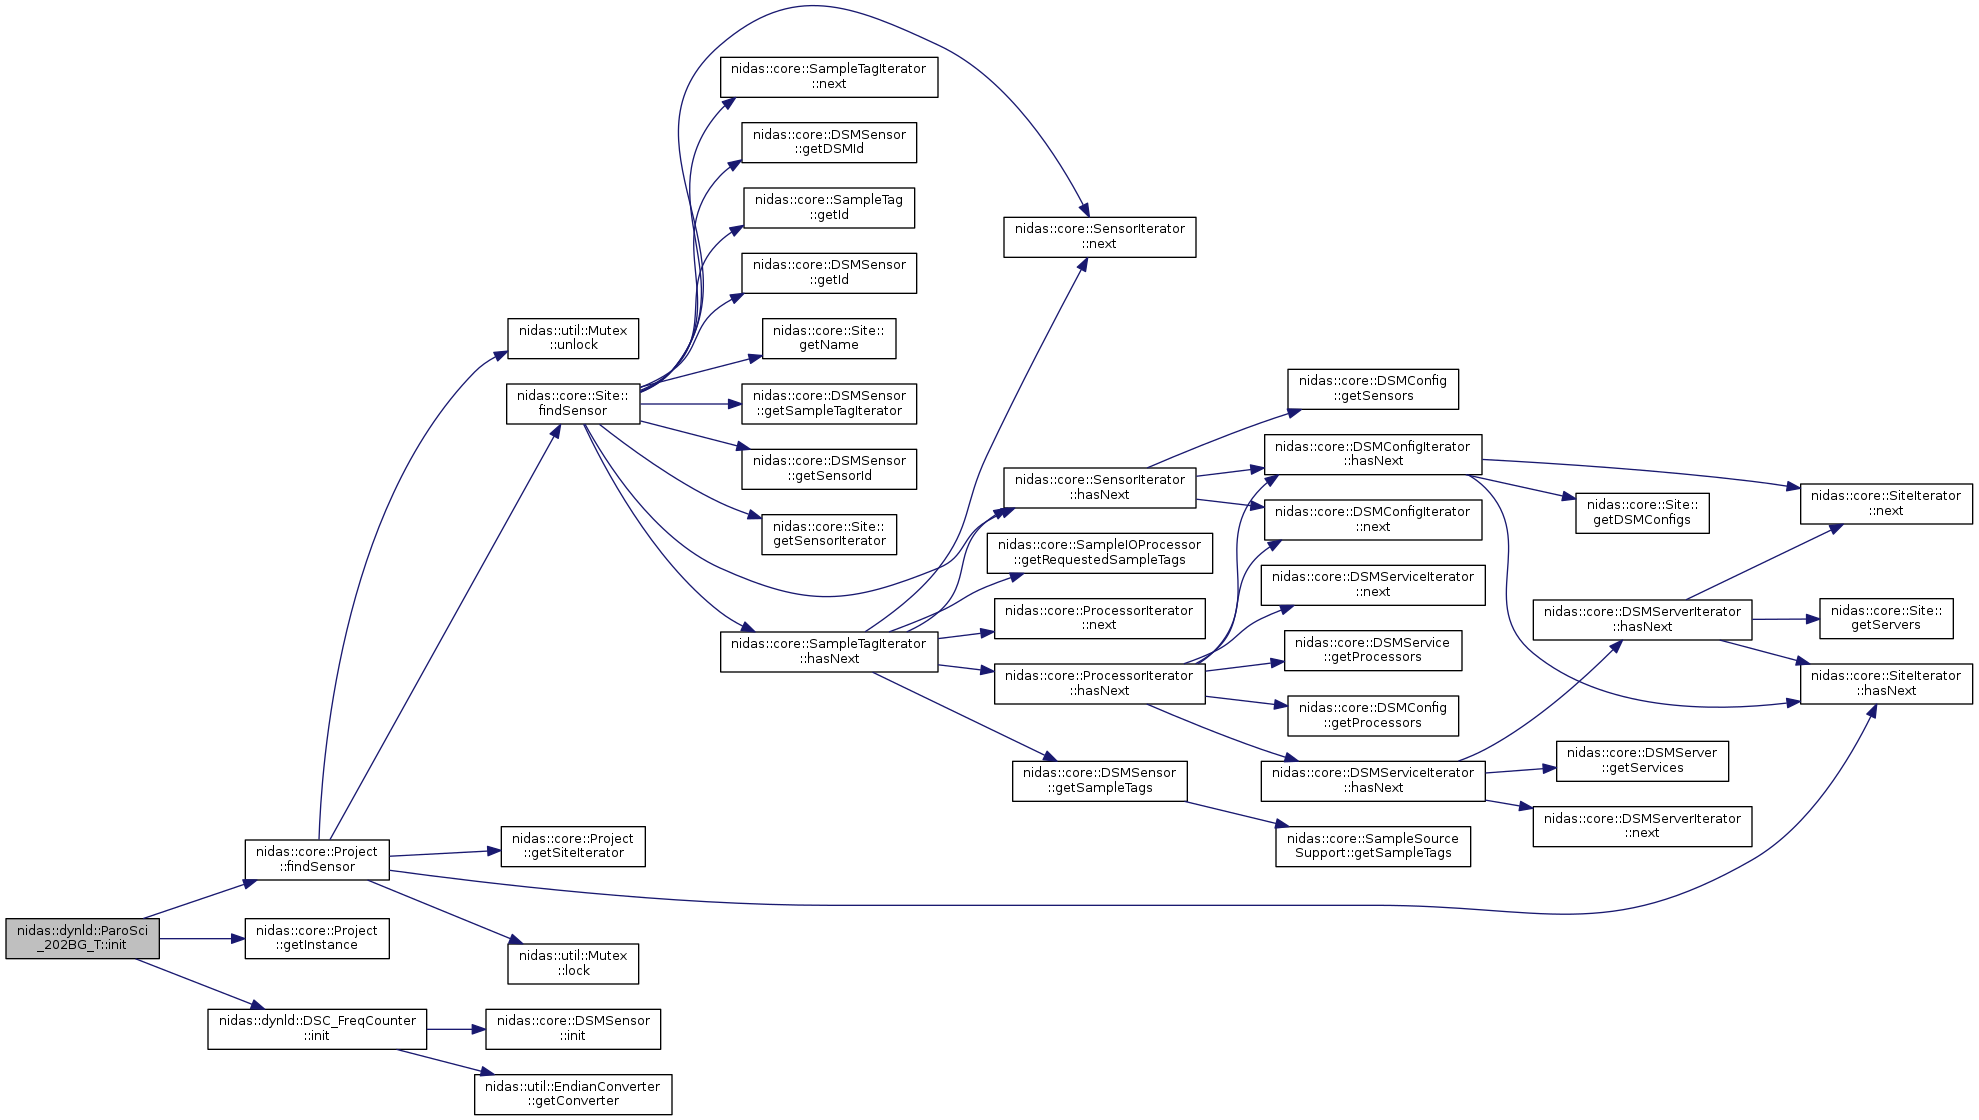 nidas::dynld::ParoSci
_202BG_T::init
nidas::core::Project
::findSensor
nidas::core::Project
::getInstance
nidas::dynld::DSC_FreqCounter
::init
nidas::util::Mutex
::unlock
nidas::core::Site::
findSensor
nidas::core::Project
::getSiteIterator
nidas::util::Mutex
::lock
nidas::core::DSMSensor
::init
nidas::util::EndianConverter
::getConverter
nidas::core::SampleTagIterator
::next
nidas::core::DSMSensor
::getDSMId
nidas::core::SampleTag
::getId
nidas::core::DSMSensor
::getId
nidas::core::Site::
getName
nidas::core::DSMSensor
::getSampleTagIterator
nidas::core::DSMSensor
::getSensorId
nidas::core::Site::
getSensorIterator
nidas::core::SampleTagIterator
::hasNext
nidas::core::SensorIterator
::next
nidas::core::SensorIterator
::hasNext
nidas::core::SampleIOProcessor
::getRequestedSampleTags
nidas::core::ProcessorIterator
::next
nidas::core::ProcessorIterator
::hasNext
nidas::core::DSMSensor
::getSampleTags
nidas::core::DSMConfig
::getSensors
nidas::core::DSMConfigIterator
::hasNext
nidas::core::DSMConfigIterator
::next
nidas::core::DSMServiceIterator
::next
nidas::core::DSMService
::getProcessors
nidas::core::DSMConfig
::getProcessors
nidas::core::DSMServiceIterator
::hasNext
nidas::core::SampleSource
Support::getSampleTags
nidas::core::Site::
getDSMConfigs
nidas::core::DSMServerIterator
::hasNext
nidas::core::DSMServer
::getServices
nidas::core::DSMServerIterator
::next
nidas::core::SiteIterator
::next
nidas::core::Site::
getServers
nidas::core::SiteIterator
::hasNext